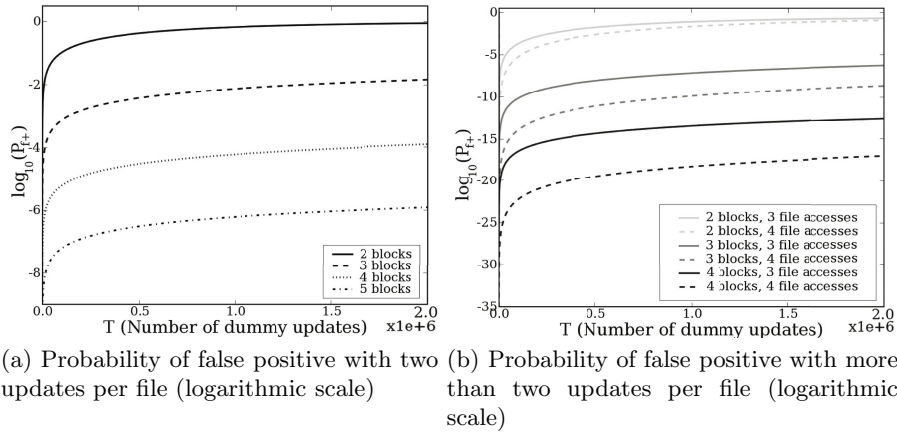 0
-2
-4
-6
-8
log10(Pf+)
0.0 0.5 1.0 1.5 2.0
T (Number of dummy updates) x1e+6
2 blocks
3 blocks
4 blocks
5 blocks
0
-5
-10
-15
-20
-25
-30
-35
log10(Pf+)
0.0 0.5 1.0 1.5 2.0
T (Number of dummy updates) x1e+6
2 blocks, 3 file accesses
2 blocks, 4 file accesses
3 blocks, 3 file accesses
3 blocks, 4 file accesses
4 blocks, 3 file accesses
4 blocks, 4 file accesses
(a) Probability of false positive with two
updates per file (logarithmic scale)
(b) Probability of false positive with more
than two updates per file (logarithmic
scale)